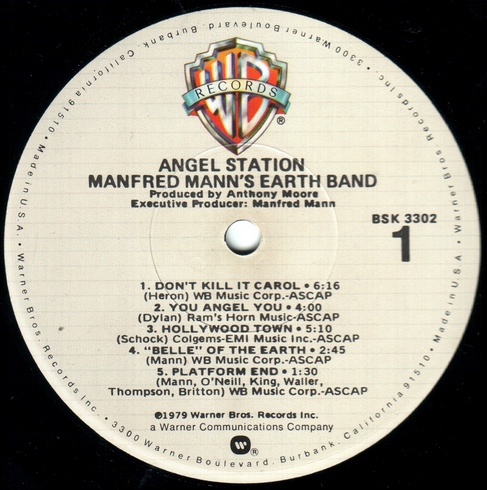 WB
RECORDS
®
ANGEL STATION
MANFRED MANN'S EARTH BAND
Produced by Anthony Moore
Executive Producer: Manfred Mann
BSK 3302
1
1. DON'T KILL IT CAROL • 6:16
(Heron) WB Music Corp.-ASCAP
2. YOU ANGEL YOU • 4:00
(Dylan) Ram's Horn Music-ASCAP
3. HOLLYWOOD TOWN • 5:10
(Schock) Colgems-EMI Music Inc.-ASCAP
4. "BELLE" OF THE EARTH • 2:45
(Mann) WB Music Corp.-ASCAP
5. PLATFORM END • 1:30
(Mann, O'Neill, King, Waller,
Thompson, Britton) WB Music Corp.-ASCAP
℗1979 Warner Bros. Records Inc.
a Warner Communications Company
®
Warner Bros. Records Inc. • 3300 Warner Boulevard, Burbank, California 91510 • Made in U.S.A. • Warner Bros. Records Inc. • 3300 Warner Boulevard, Burbank, California 91510 • Made in U.S.A. •